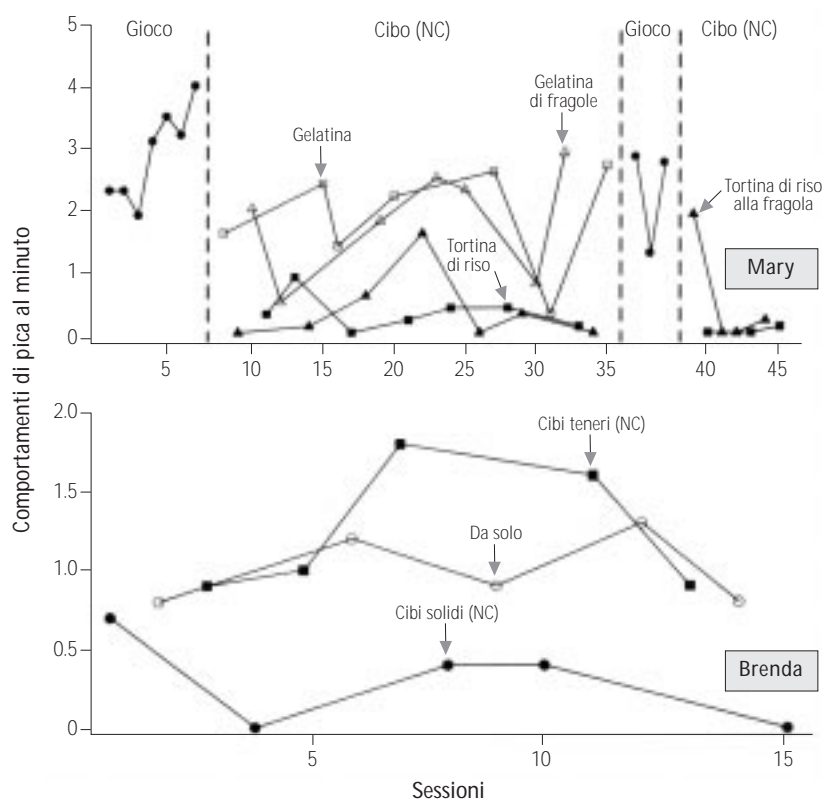 Gioco
Cibo (NC)
Gioco
Cibo (NC)
5
4
3
2
1
0
Gelatina
Gelatina
di fragole
Tortina
di riso
Tortina di riso
alla fragola
Mary
5
10
15
20
25
30
35
40
45
Comportamenti di pica al minuto
2.0
1.5
1.0
0.5
0
Cibi teneri (NC)
Da solo
Cibi solidi (NC)
Brenda
5
10
15
Sessioni